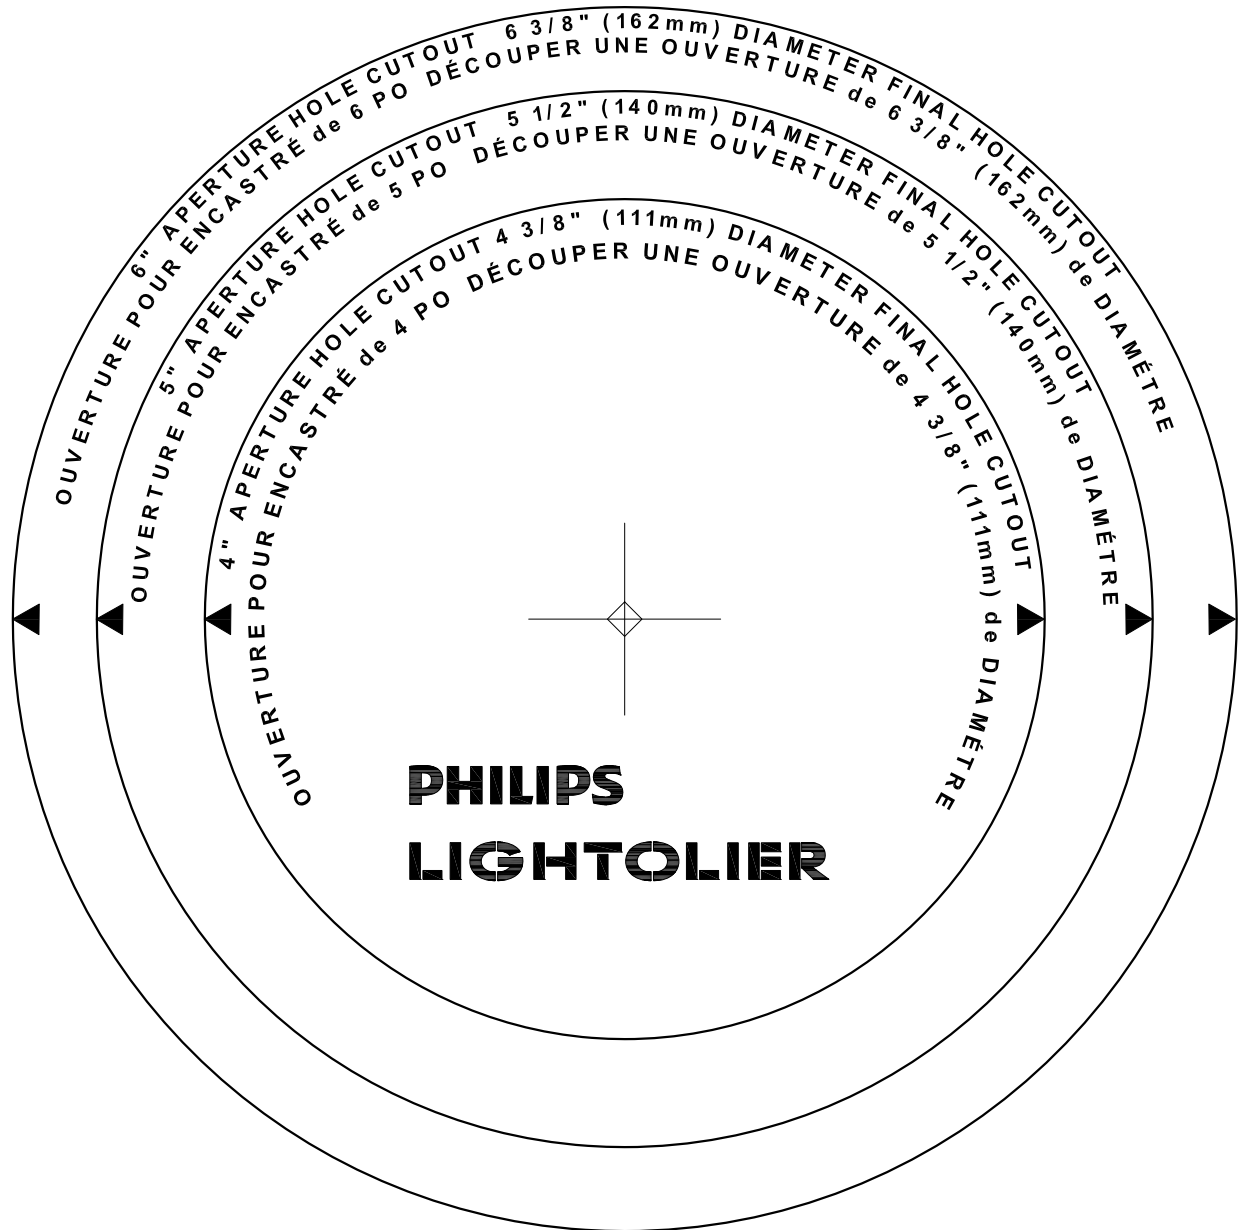 6" APERTURE HOLE CUTOUT 6 3/8" (162mm) DIAMETER FINAL HOLE CUTOUT
OUVERTURE POUR ENCASTRÉ de 6 PO DÉCOUPER UNE OUVERTURE de 6 3/8" (162mm) de DIAMÉTRE
5" APERTURE HOLE CUTOUT 5 1/2" (140mm) DIAMETER FINAL HOLE CUTOUT
OUVERTURE POUR ENCASTRÉ de 5 PO DÉCOUPER UNE OUVERTURE de 5 1/2" (140mm) de DIAMÉTRE
4" APERTURE HOLE CUTOUT 4 3/8" (111mm) DIAMETER FINAL HOLE CUTOUT
OUVERTURE POUR ENCASTRÉ de 4 PO DÉCOUPER UNE OUVERTURE de 4 3/8" (111mm) de DIAMÉTRE
PHILIPS
LIGHTOLIER